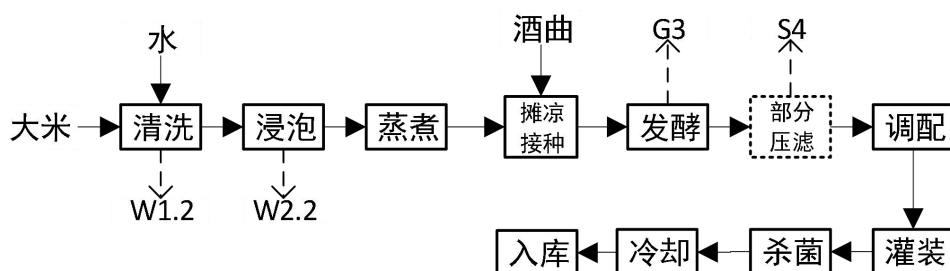 水
酒曲
G3
S4
大米
清洗
浸泡
蒸煮
摊凉
接种
发酵
部分
压滤
调配
W1.2
W2.2
入库
冷却
杀菌
灌装